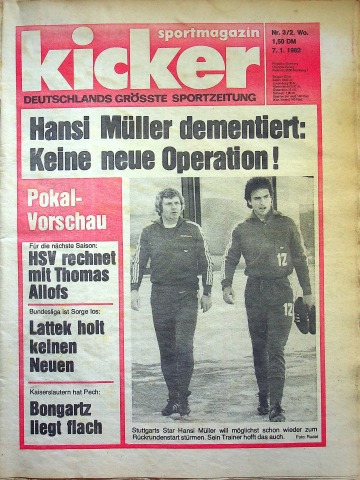 sportmagazin
kicker
DEUTSCHLANDS GRÖSSTE SPORTZEITUNG
Nr. 3/2. Wo.
1,50 DM
7. 1. 1982
Hansi Müller dementiert:
Keine neue Operation!
Pokal-
Vorschau
Für die nächste Saison:
HSV rechnet
mit Thomas
Allofs
Bundesliga ist Sorge los:
Lattek holt
keinen
Neuen
Kaiserslautern hat Pech:
Bongartz
liegt flach
12
12
Stuttgarts Star Hansi Müller will möglichst schon wieder zum
Rückrundenstart stürmen. Sein Trainer hofft das auch.
Foto: